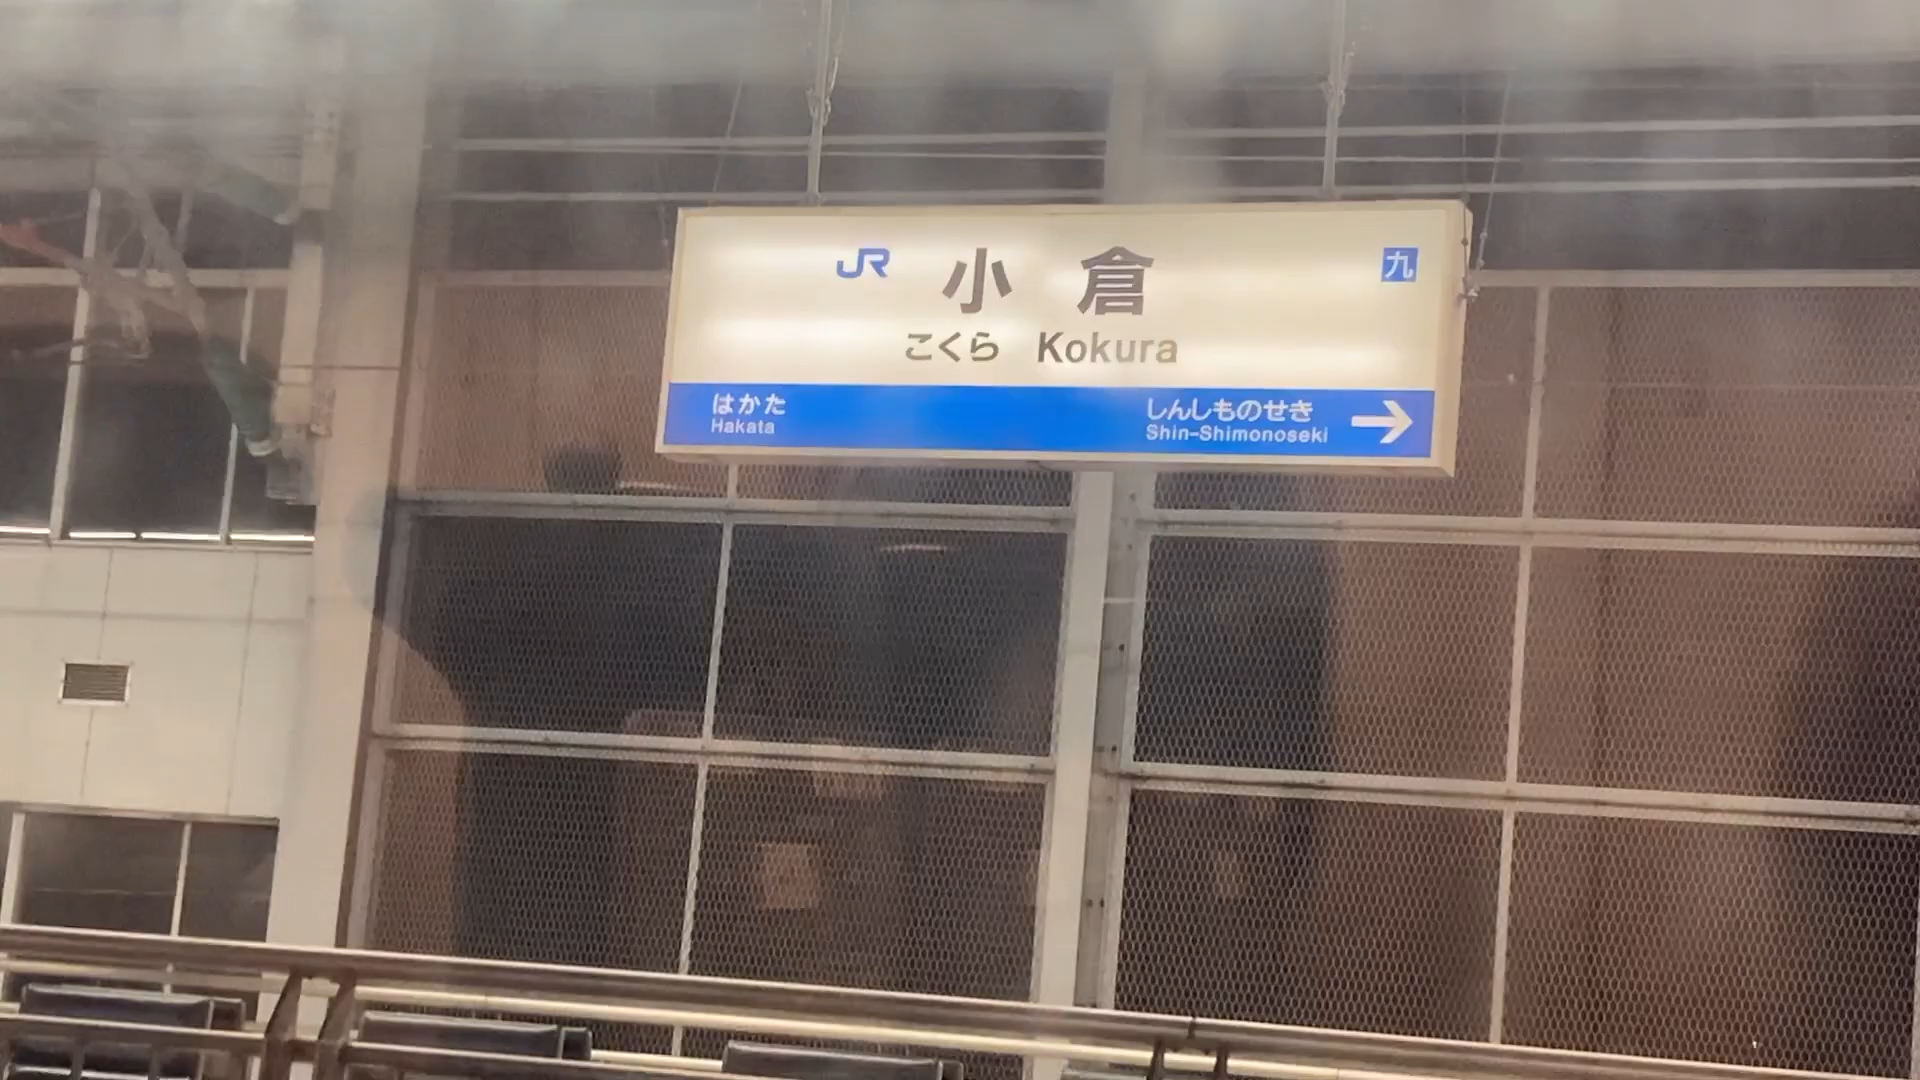 JR 小倉 九
こくら Kokura
はかた しんしものせき →
Hakata Shin-Shimonoseki